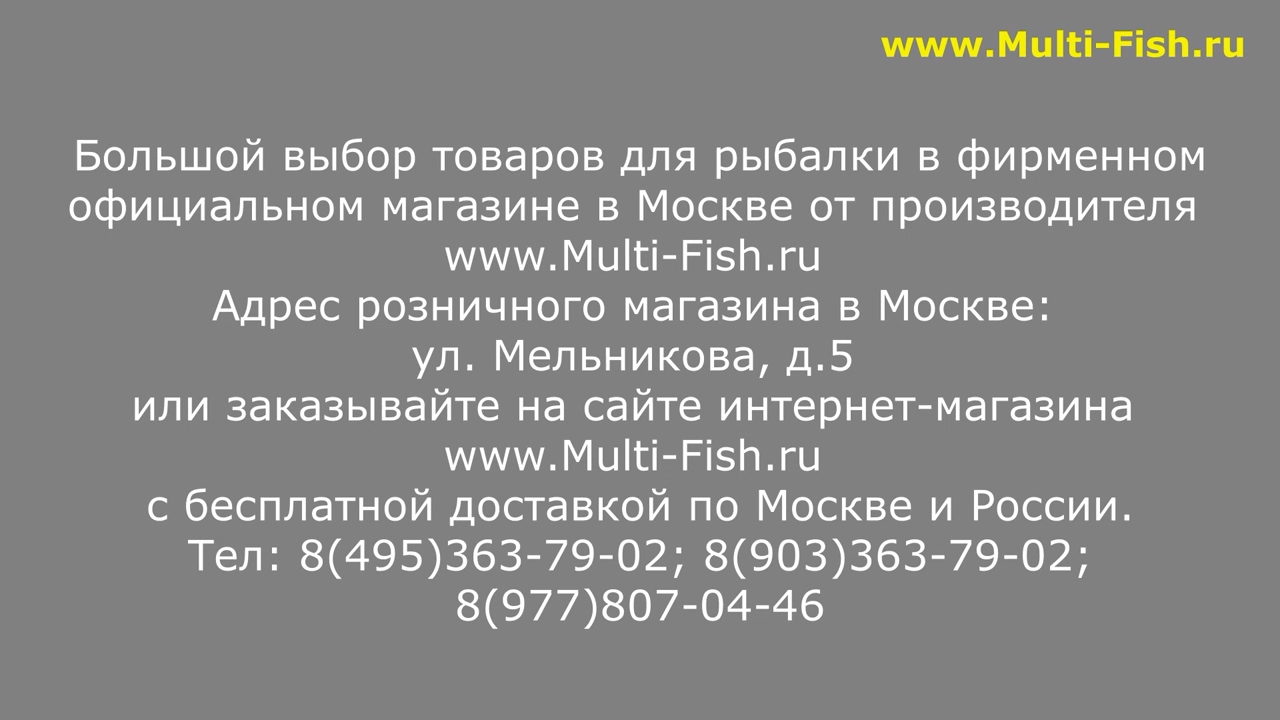 www.Multi-Fish.ru
Большой выбор товаров для рыбалки в фирменном
официальном магазине в Москве от производителя
www.Multi-Fish.ru
Адрес розничного магазина в Москве:
ул. Мельникова, д.5
или заказывайте на сайте интернет-магазина
www.Multi-Fish.ru
с бесплатной доставкой по Москве и России.
Тел: 8(495)363-79-02; 8(903)363-79-02;
8(977)807-04-46